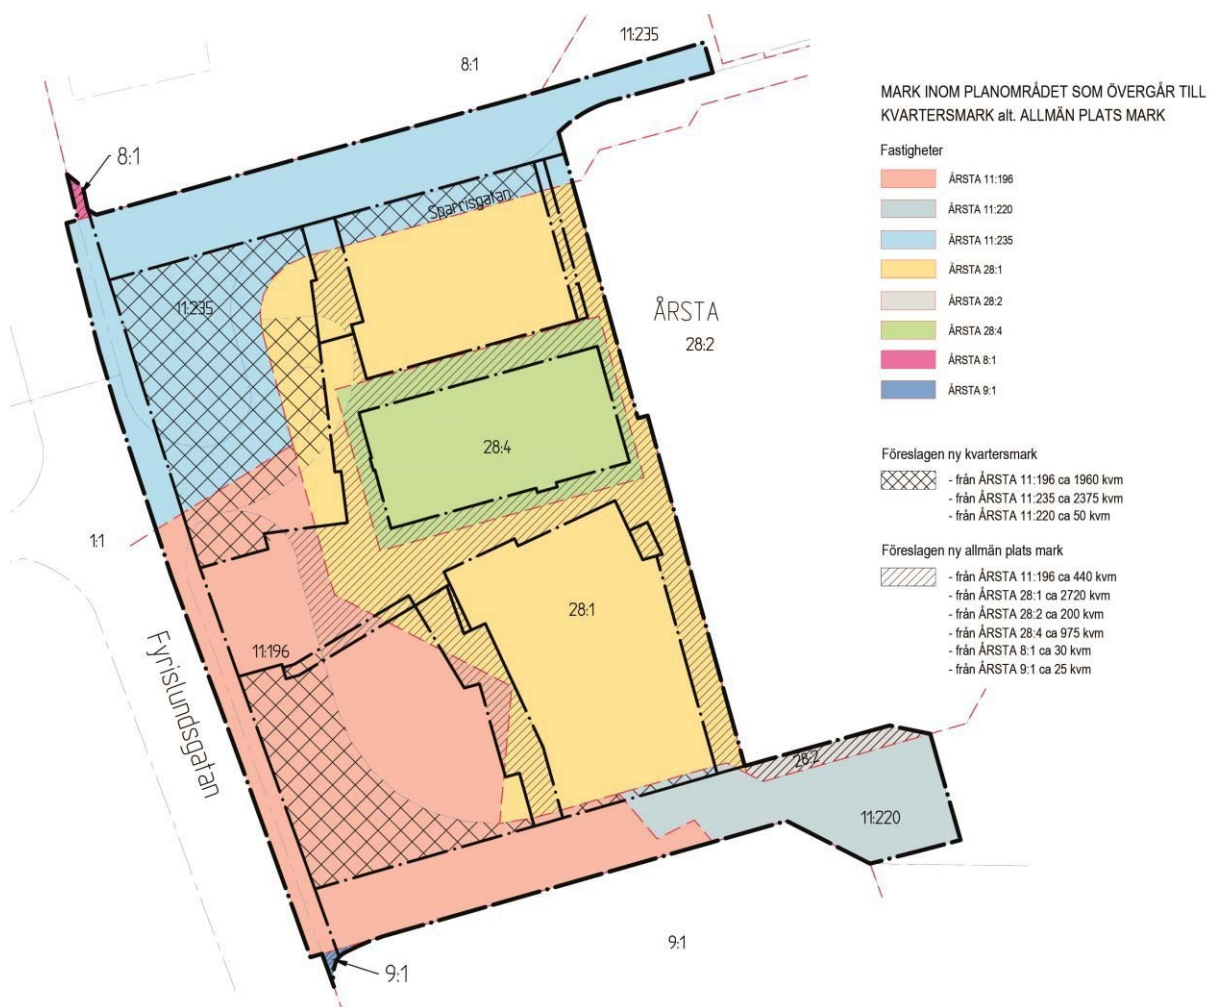 11:235
8:1
8:1
Sparrisgatan
11:235
ÅRSTA
28:2
28:4
1:1
28:1
11:196
Fyrislundsgatan
28:2
11:220
9:1
9:1
MARK INOM PLANOMRÅDET SOM ÖVERGÅR TILL
KVARTERSMARK alt. ALLMÄN PLATS MARK
Fastigheter
ÅRSTA 11:196
ÅRSTA 11:220
ÅRSTA 11:235
ÅRSTA 28:1
ÅRSTA 28:2
ÅRSTA 28:4
ÅRSTA 8:1
ÅRSTA 9:1
Föreslagen ny kvartersmark
- från ÅRSTA 11:196 ca 1960 kvm
- från ÅRSTA 11:235 ca 2375 kvm
- från ÅRSTA 11:220 ca 50 kvm
Föreslagen ny allmän plats mark
- från ÅRSTA 11:196 ca 440 kvm
- från ÅRSTA 28:1 ca 2720 kvm
- från ÅRSTA 28:2 ca 200 kvm
- från ÅRSTA 28:4 ca 975 kvm
- från ÅRSTA 8:1 ca 30 kvm
- från ÅRSTA 9:1 ca 25 kvm